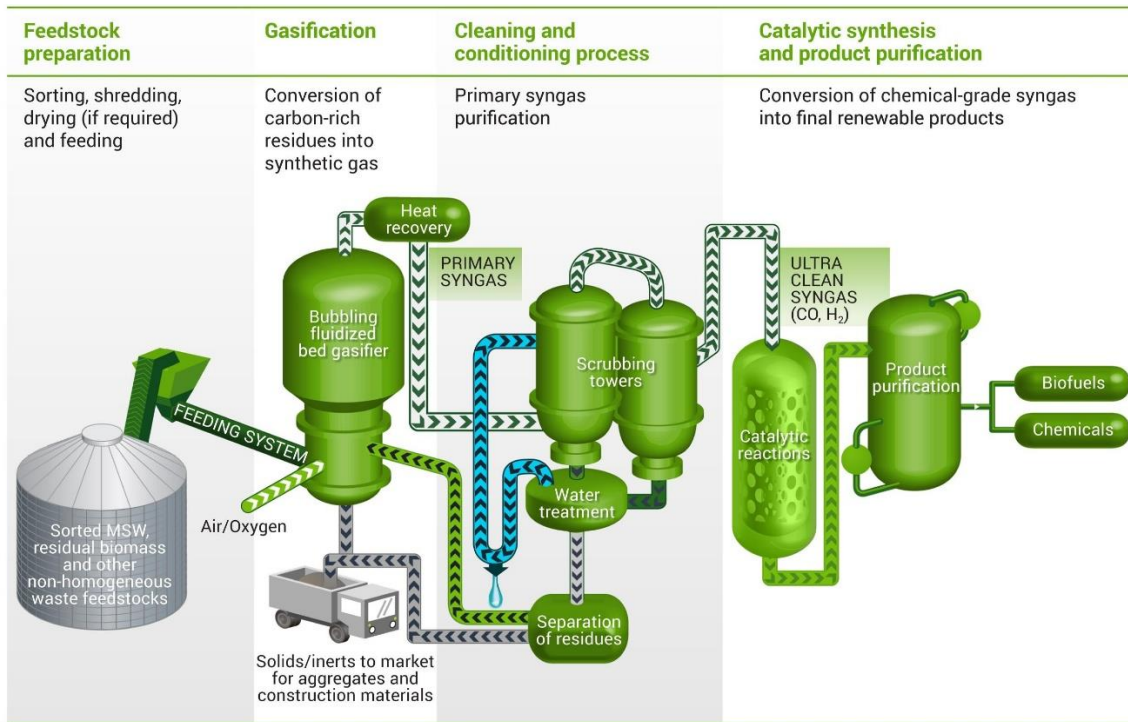 Feedstock
preparation
Gasification
Cleaning and
conditioning process
Catalytic synthesis
and product purification
Sorting, shredding,
drying (if required)
and feeding
Conversion of
carbon-rich
residues into
synthetic gas
Primary syngas
purification
Conversion of chemical-grade syngas
into final renewable products
Heat
recovery
PRIMARY
SYNGAS
ULTRA
CLEAN
SYNGAS
(CO, H₂)
Bubbling
fluidized
bed gasifier
Scrubbing
towers
Product
purification
Biofuels
Chemicals
FEEDING SYSTEM
Catalytic
reactions
Water
treatment
Air/Oxygen
Sorted MSW,
residual biomass
and other
non-homogeneous
waste feedstocks
Separation
of residues
Solids/inerts to market
for aggregates and
construction materials